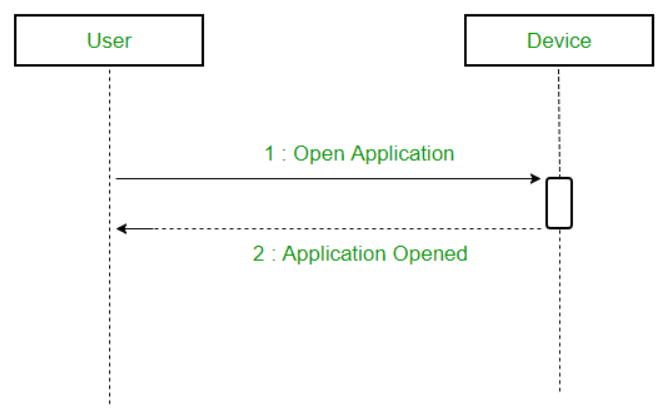 User
Device
1 : Open Application
2 : Application Opened